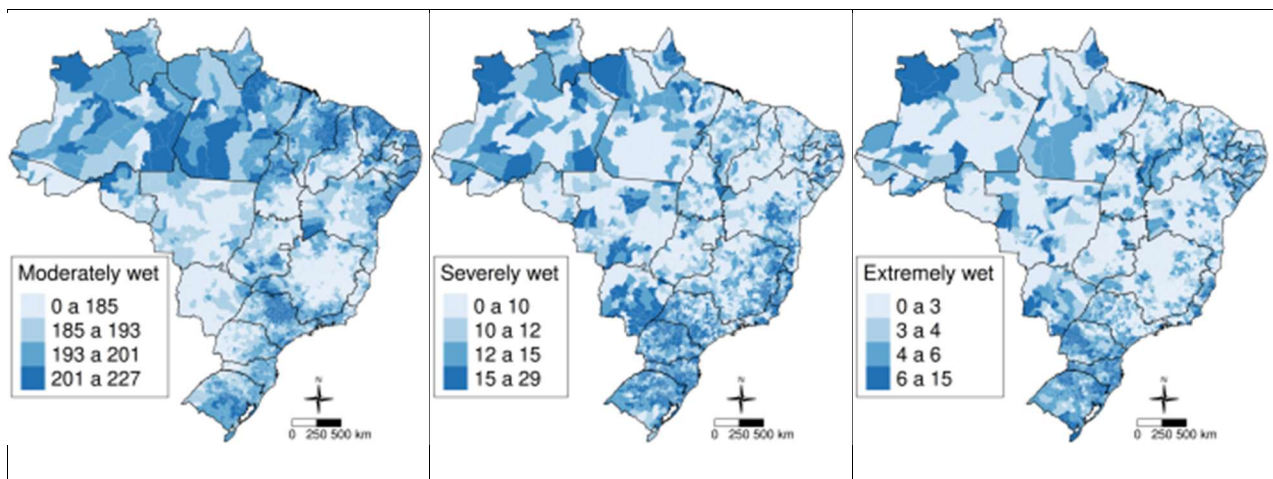 Moderately wet
0 a 185
185 a 193
193 a 201
201 a 227
N
0 250 500 km
Severely wet
0 a 10
10 a 12
12 a 15
15 a 29
N
0 250 500 km
Extremely wet
0 a 3
3 a 4
4 a 6
6 a 15
N
0 250 500 km